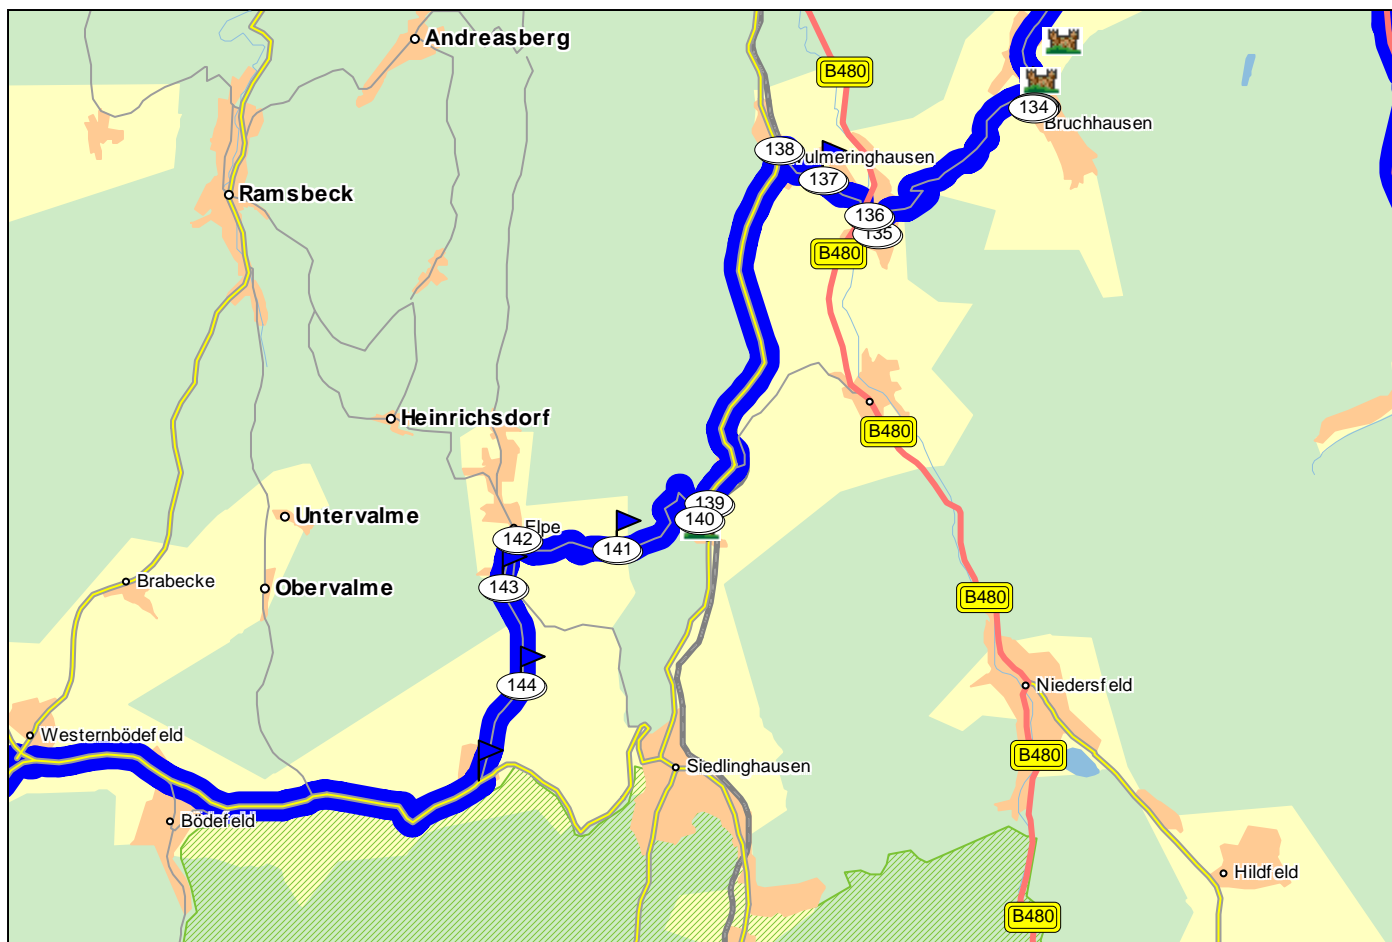 Andreasberg
B480
134
Bruchhausen
138
137
Ramsbeck
136
135
B480
Heinrichsdorf
B480
139
Untervalme
140
Elpe
142
141
Brabecke
Obervalme
143
B480
144
Niedersfeld
Westernbödefeld
B480
Siedlinghausen
Bödefeld
Hildfeld
B480